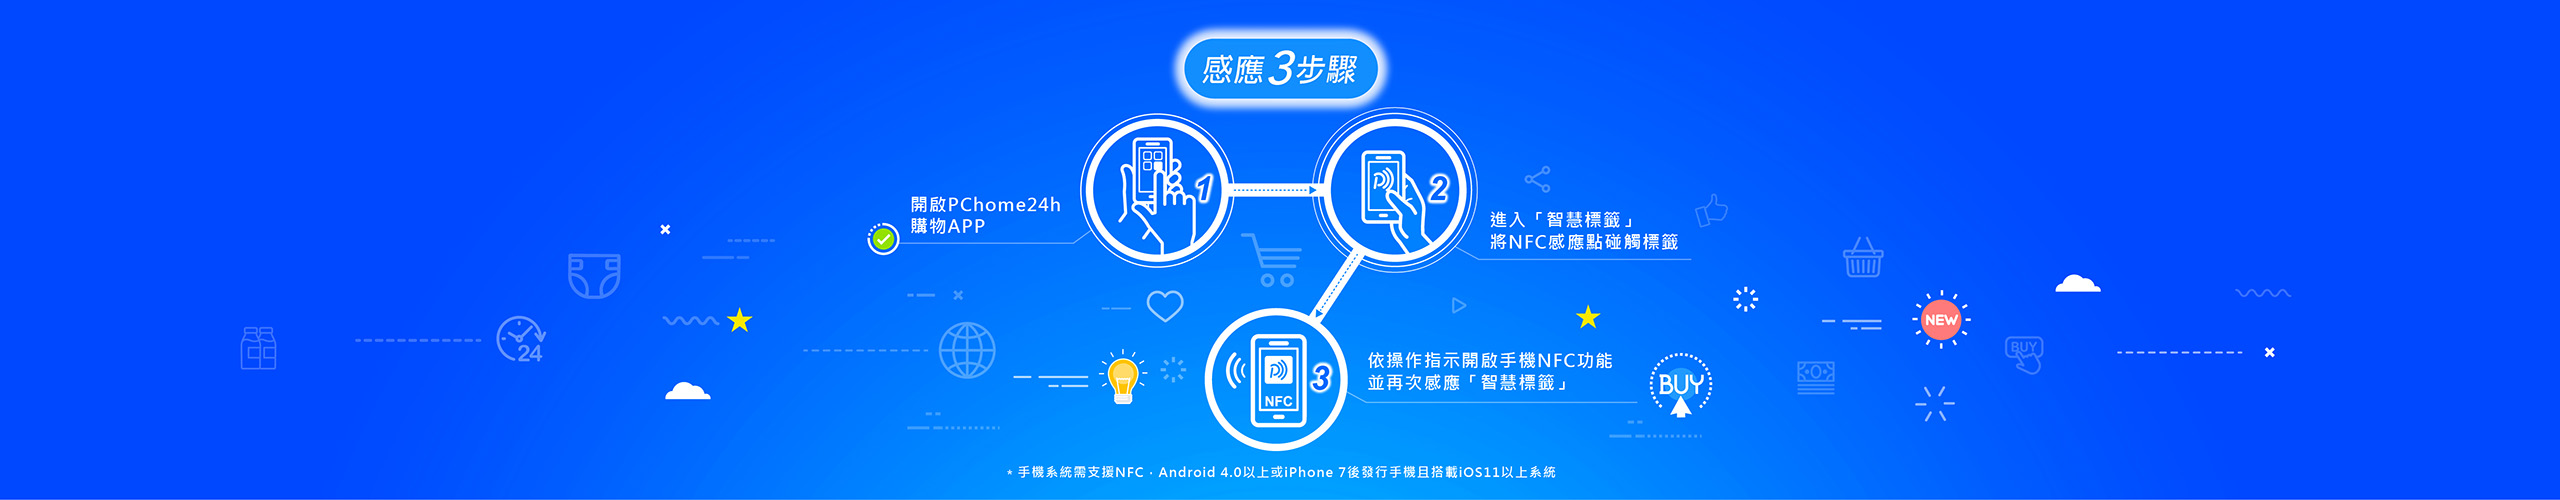 感應3步驟
1
開啟PChome24h
購物APP
2
進入「智慧標籤」
將NFC感應點碰觸標籤
3
NFC
依操作指示開啟手機NFC功能
並再次感應「智慧標籤」
24
BUY
NEW
BUY
* 手機系統需支援NFC．Android 4.0以上或iPhone 7後發行手機且搭載iOS11以上系統